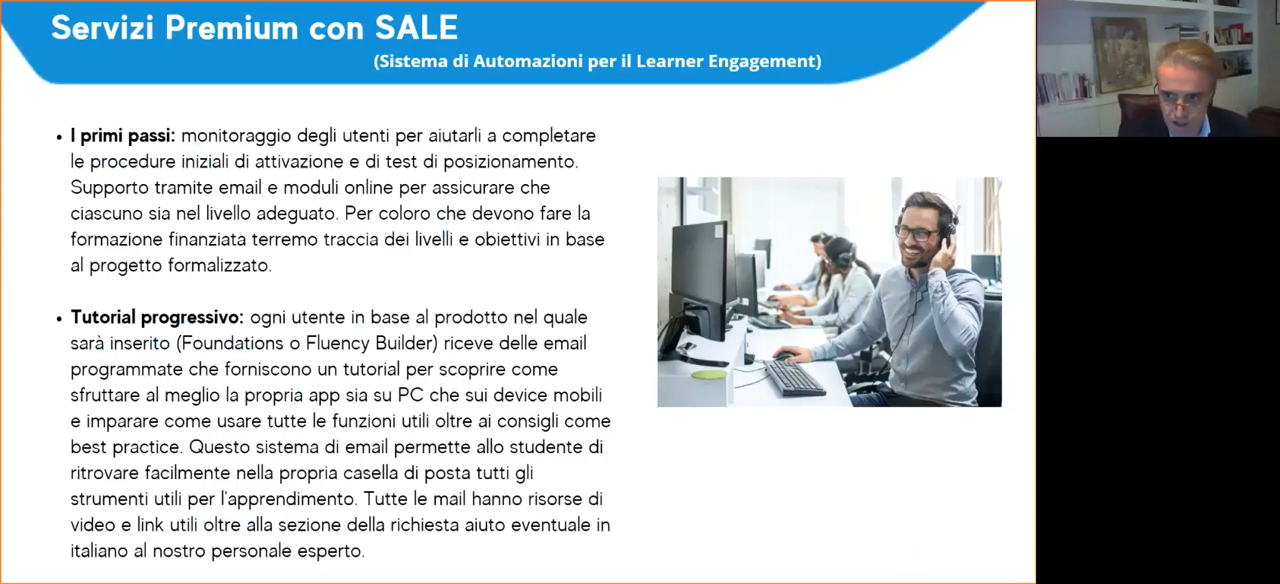 Servizi Premium con SALE
(Sistema di Automazioni per il Learner Engagement)
• I primi passi: monitoraggio degli utenti per aiutarli a completare
le procedure iniziali di attivazione e di test di posizionamento.
Supporto tramite email e moduli online per assicurare che
ciascuno sia nel livello adeguato. Per coloro che devono fare la
formazione finanziata terremo traccia dei livelli e obiettivi in base
al progetto formalizzato.
• Tutorial progressivo: ogni utente in base al prodotto nel quale
sarà inserito (Foundations o Fluency Builder) riceve delle email
programmate che forniscono un tutorial per scoprire come
sfruttare al meglio la propria app sia su PC che sui device mobili
e imparare come usare tutte le funzioni utili oltre ai consigli come
best practice. Questo sistema di email permette allo studente di
ritrovare facilmente nella propria casella di posta tutti gli
strumenti utili per l'apprendimento. Tutte le mail hanno risorse di
video e link utili oltre alla sezione della richiesta aiuto eventuale in
italiano al nostro personale esperto.